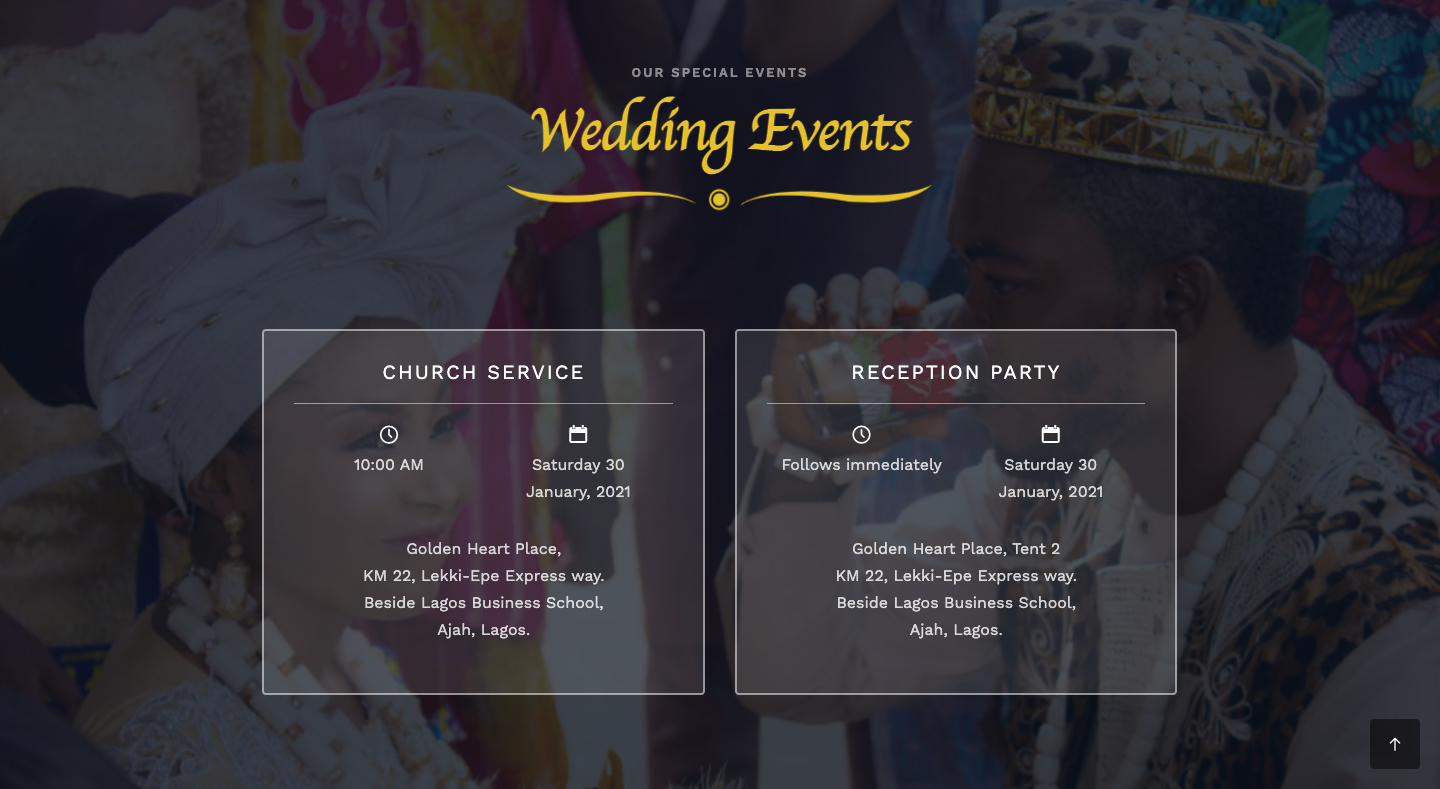 OUR SPECIAL EVENTS
Wedding Events
CHURCH SERVICE
10:00 AM
Saturday 30
January, 2021
Golden Heart Place,
KM 22, Lekki-Epe Express way.
Beside Lagos Business School,
Ajah, Lagos.
RECEPTION PARTY
Follows immediately
Saturday 30
January, 2021
Golden Heart Place, Tent 2
KM 22, Lekki-Epe Express way.
Beside Lagos Business School,
Ajah, Lagos.